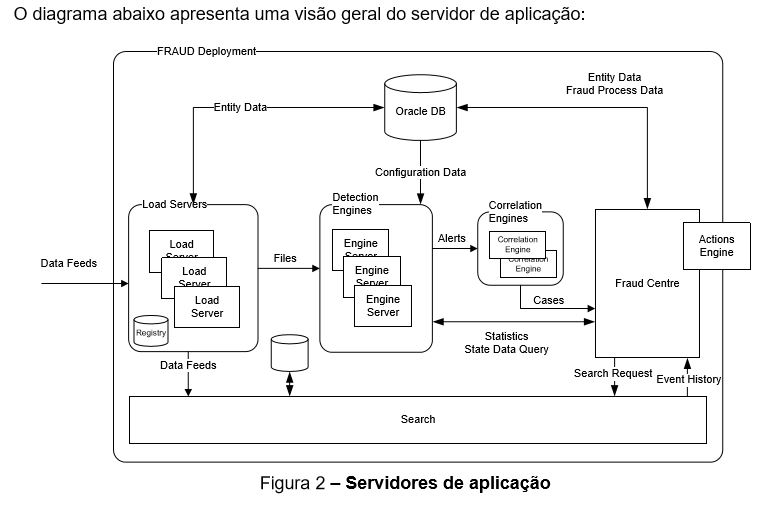 O diagrama abaixo apresenta uma visão geral do servidor de aplicação:
FRAUD Deployment
Entity Data
Fraud Process Data
Entity Data
Oracle DB
Configuration Data
Load Servers
Detection
Engines
Correlation
Engines
Load
Server
Load
Server
Load
Server
Registry
Engine
Server
Engine
Server
Engine
Server
Correlation
Engine
Correlation
Engine
Actions
Engine
Data Feeds
Files
Alerts
Fraud Centre
Cases
Statistics
State Data Query
Data Feeds
Search Request
Event History
Search
Figura 2 – Servidores de aplicação